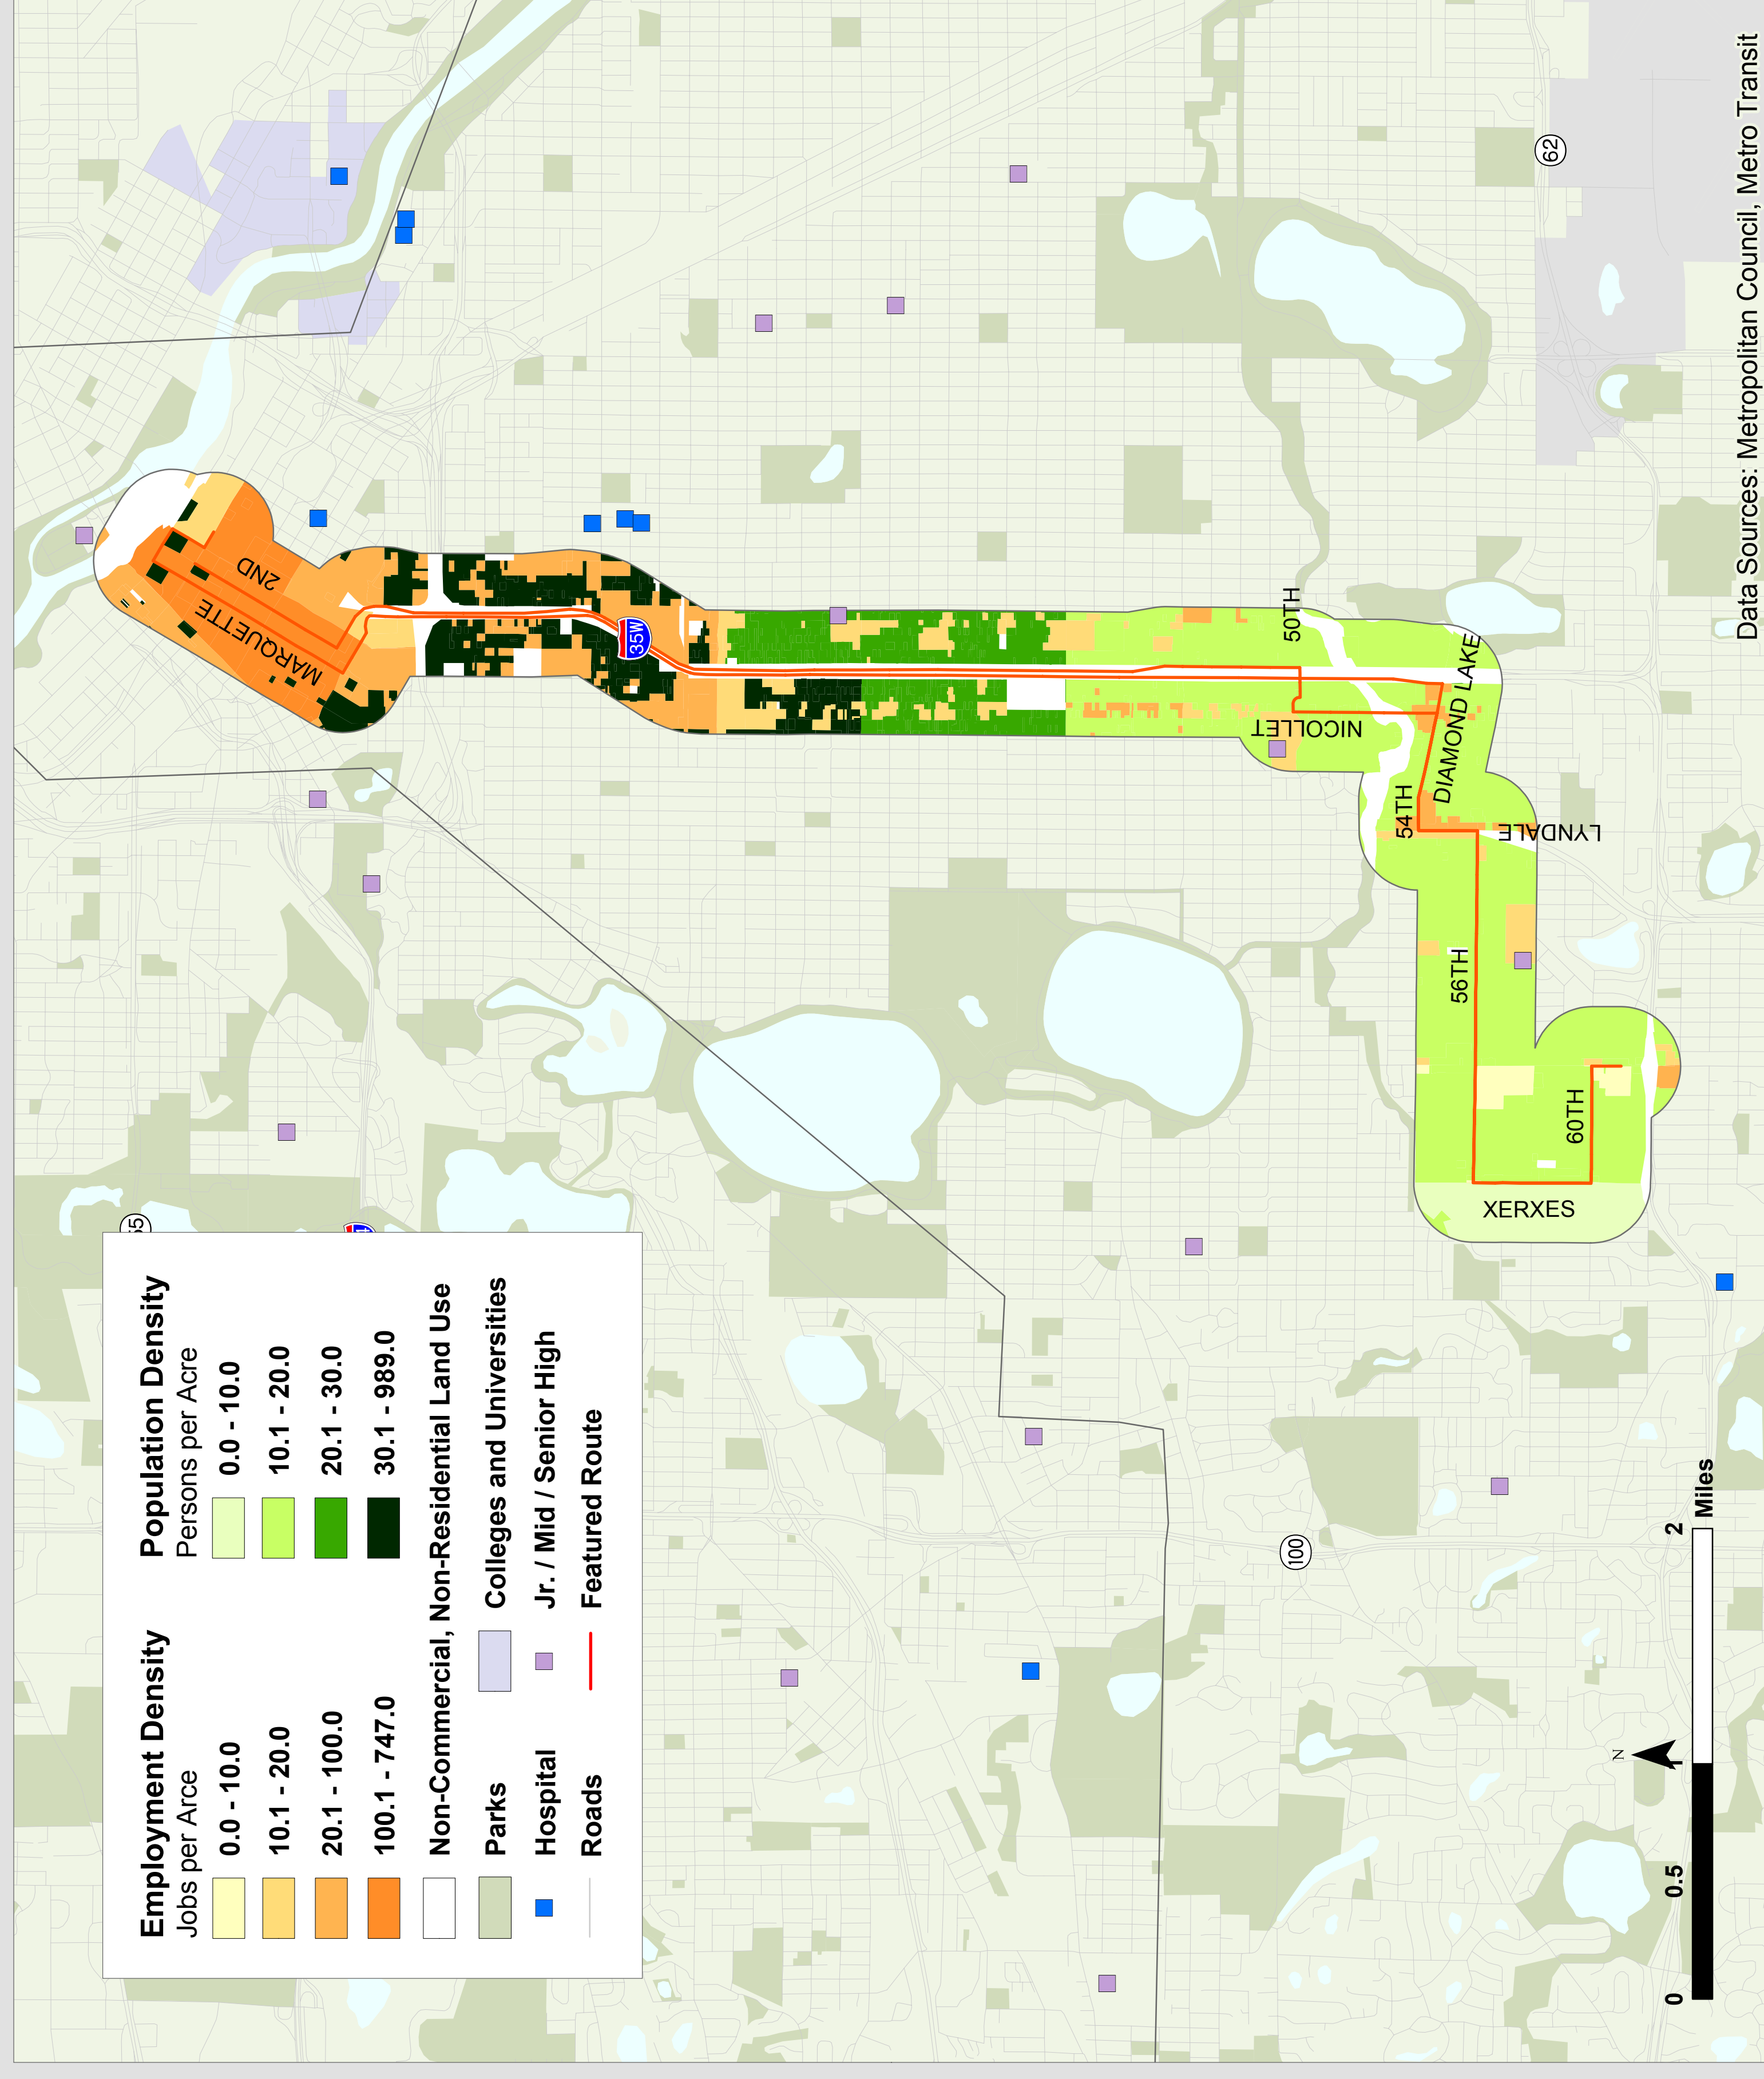 Employment Density
Jobs per Arce
0.0 - 10.0
10.1 - 20.0
20.1 - 100.0
100.1 - 747.0
Population Density
Persons per Acre
0.0 - 10.0
10.1 - 20.0
20.1 - 30.0
30.1 - 989.0
Non-Commercial, Non-Residential Land Use
Parks
Colleges and Universities
Hospital
Jr. / Mid / Senior High
Roads
Featured Route
2ND
MARQUETTE
35W
50TH
NICOLLET
DIAMOND LAKE
54TH
LYNDALE
56TH
60TH
XERXES
62
100
N
0
0.5
1
2
Miles
Data Sources: Metropolitan Council, Metro Transit